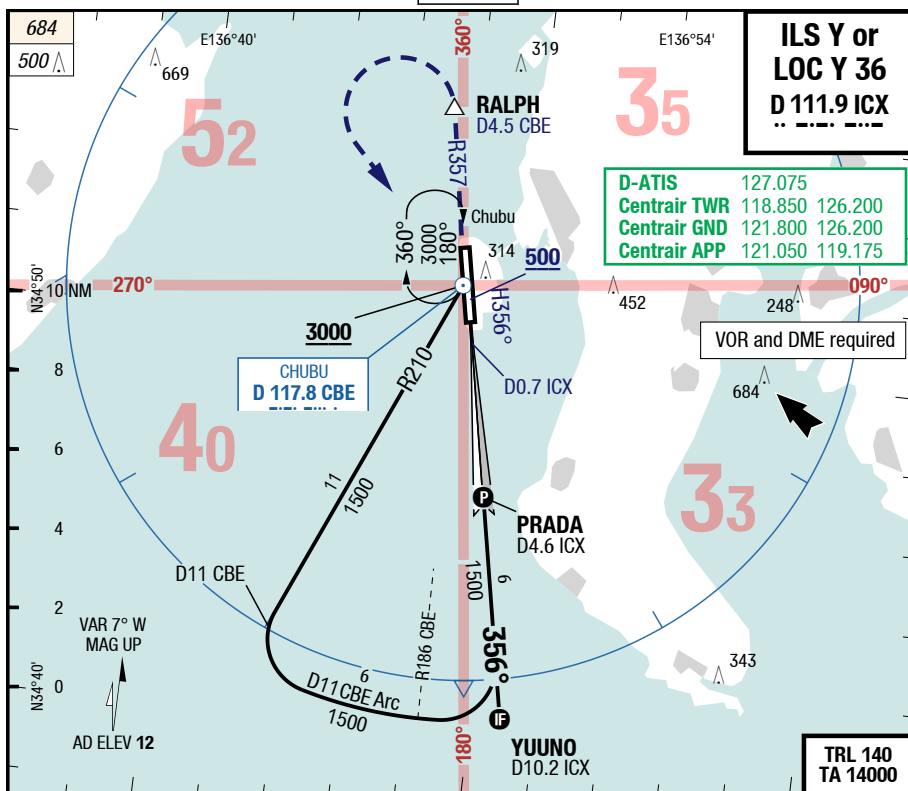 684
500
E136°40'
669
360°
319
E136°54'
ILS Y or
LOC Y 36
D 111.9 ICX
52
35
RALPH
D4.5 CBE
R357
D-ATIS 127.075
Centrair TWR 118.850 126.200
Centrair GND 121.800 126.200
Centrair APP 121.050 119.175
360°
3000
180°
Chubu
314
500
N34°50'
10 NM
270°
H356°
452
248
090°
3000
VOR and DME required
CHUBU
D 117.8 CBE
R210
D0.7 ICX
8
684
40
33
6
11
1500
P
PRADA
D4.6 ICX
4
1500
6
D11 CBE
2
VAR 7° W
MAG UP
R186 CBE
356°
343
N34°40'
0
6
D11 CBE Arc
1500
IF
AD ELEV 12
180°
YUUNO
D10.2 ICX
TRL 140
TA 14000